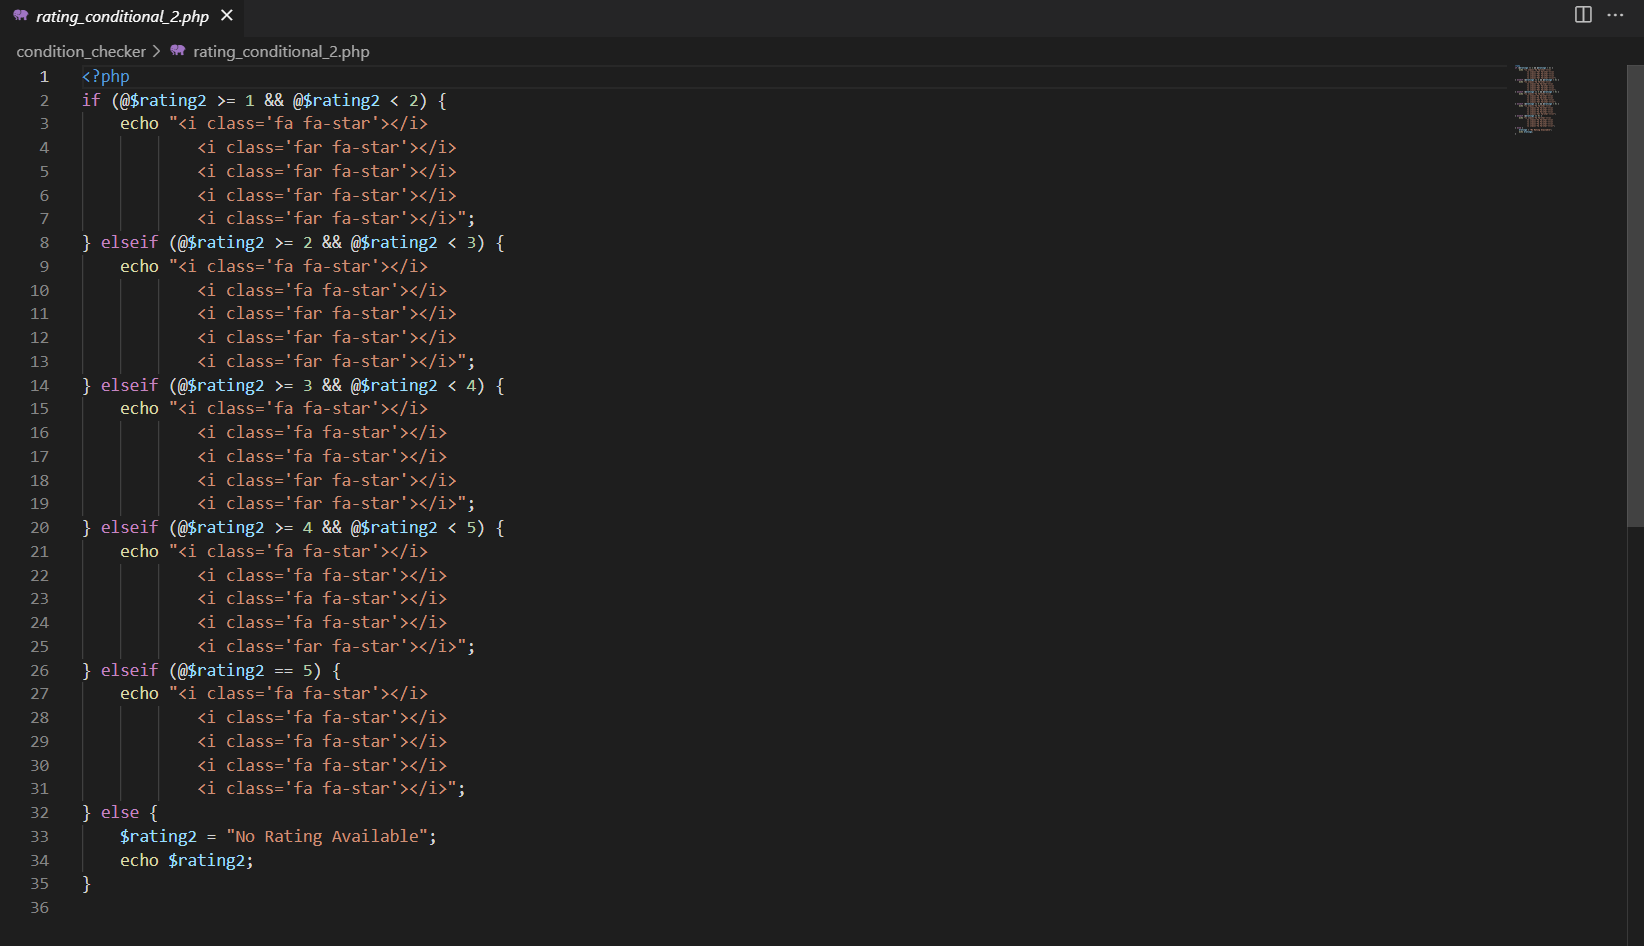 rating_conditional_2.php
condition_checker > rating_conditional_2.php
1 <?php
2 if (@$rating2 >= 1 && @$rating2 < 2) {
3     echo "<i class='fa fa-star'></i>
4             <i class='far fa-star'></i>
5             <i class='far fa-star'></i>
6             <i class='far fa-star'></i>
7             <i class='far fa-star'></i>";
8 } elseif (@$rating2 >= 2 && @$rating2 < 3) {
9     echo "<i class='fa fa-star'></i>
10             <i class='fa fa-star'></i>
11             <i class='far fa-star'></i>
12             <i class='far fa-star'></i>
13             <i class='far fa-star'></i>";
14 } elseif (@$rating2 >= 3 && @$rating2 < 4) {
15     echo "<i class='fa fa-star'></i>
16             <i class='fa fa-star'></i>
17             <i class='fa fa-star'></i>
18             <i class='far fa-star'></i>
19             <i class='far fa-star'></i>";
20 } elseif (@$rating2 >= 4 && @$rating2 < 5) {
21     echo "<i class='fa fa-star'></i>
22             <i class='fa fa-star'></i>
23             <i class='fa fa-star'></i>
24             <i class='fa fa-star'></i>
25             <i class='far fa-star'></i>";
26 } elseif (@$rating2 == 5) {
27     echo "<i class='fa fa-star'></i>
28             <i class='fa fa-star'></i>
29             <i class='fa fa-star'></i>
30             <i class='fa fa-star'></i>
31             <i class='fa fa-star'></i>";
32 } else {
33     $rating2 = "No Rating Available";
34     echo $rating2;
35 }
36